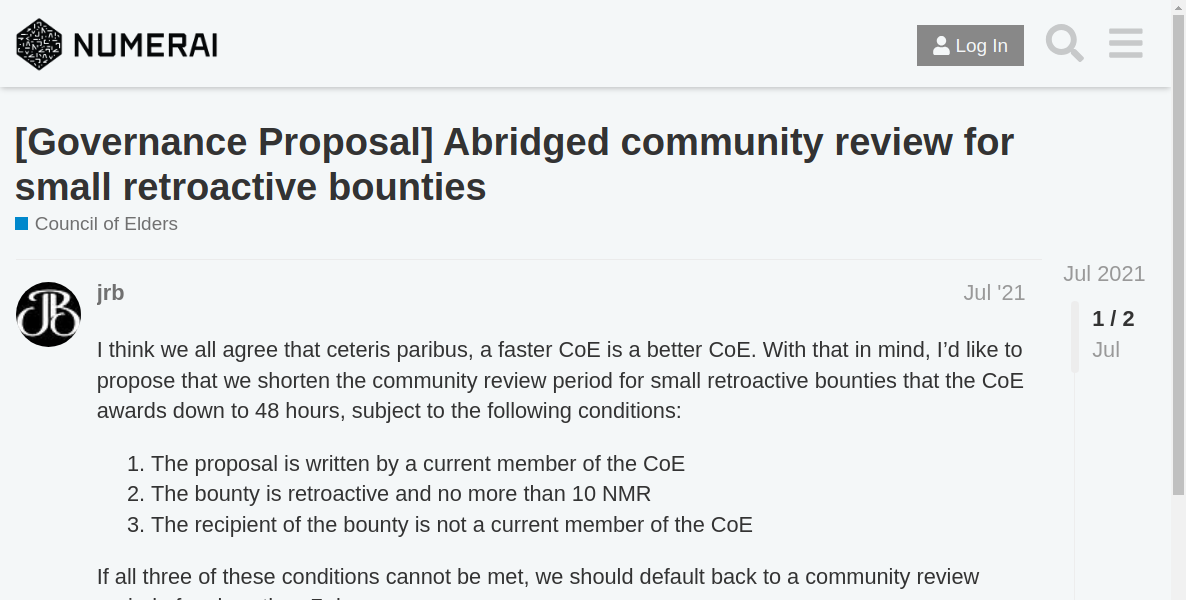 NUMERAI
Log In
[Governance Proposal] Abridged community review for
small retroactive bounties
Council of Elders
Jul 2021
jrb
Jul '21
1 / 2
Jul
I think we all agree that ceteris paribus, a faster CoE is a better CoE. With that in mind, I’d like to
propose that we shorten the community review period for small retroactive bounties that the CoE
awards down to 48 hours, subject to the following conditions:
1. The proposal is written by a current member of the CoE
2. The bounty is retroactive and no more than 10 NMR
3. The recipient of the bounty is not a current member of the CoE
If all three of these conditions cannot be met, we should default back to a community review